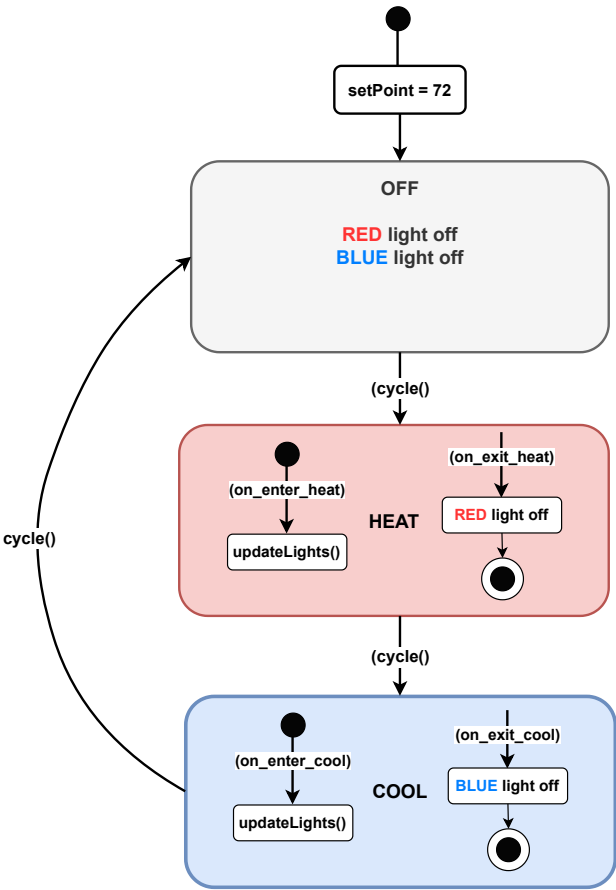 setPoint = 72
OFF
RED light off
BLUE light off
(cycle()
(on_exit_heat)
(on_enter_heat)
RED light off
HEAT
updateLights()
cycle()
(cycle()
(on_exit_cool)
(on_enter_cool)
BLUE light off
COOL
updateLights()